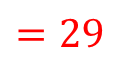 = 29